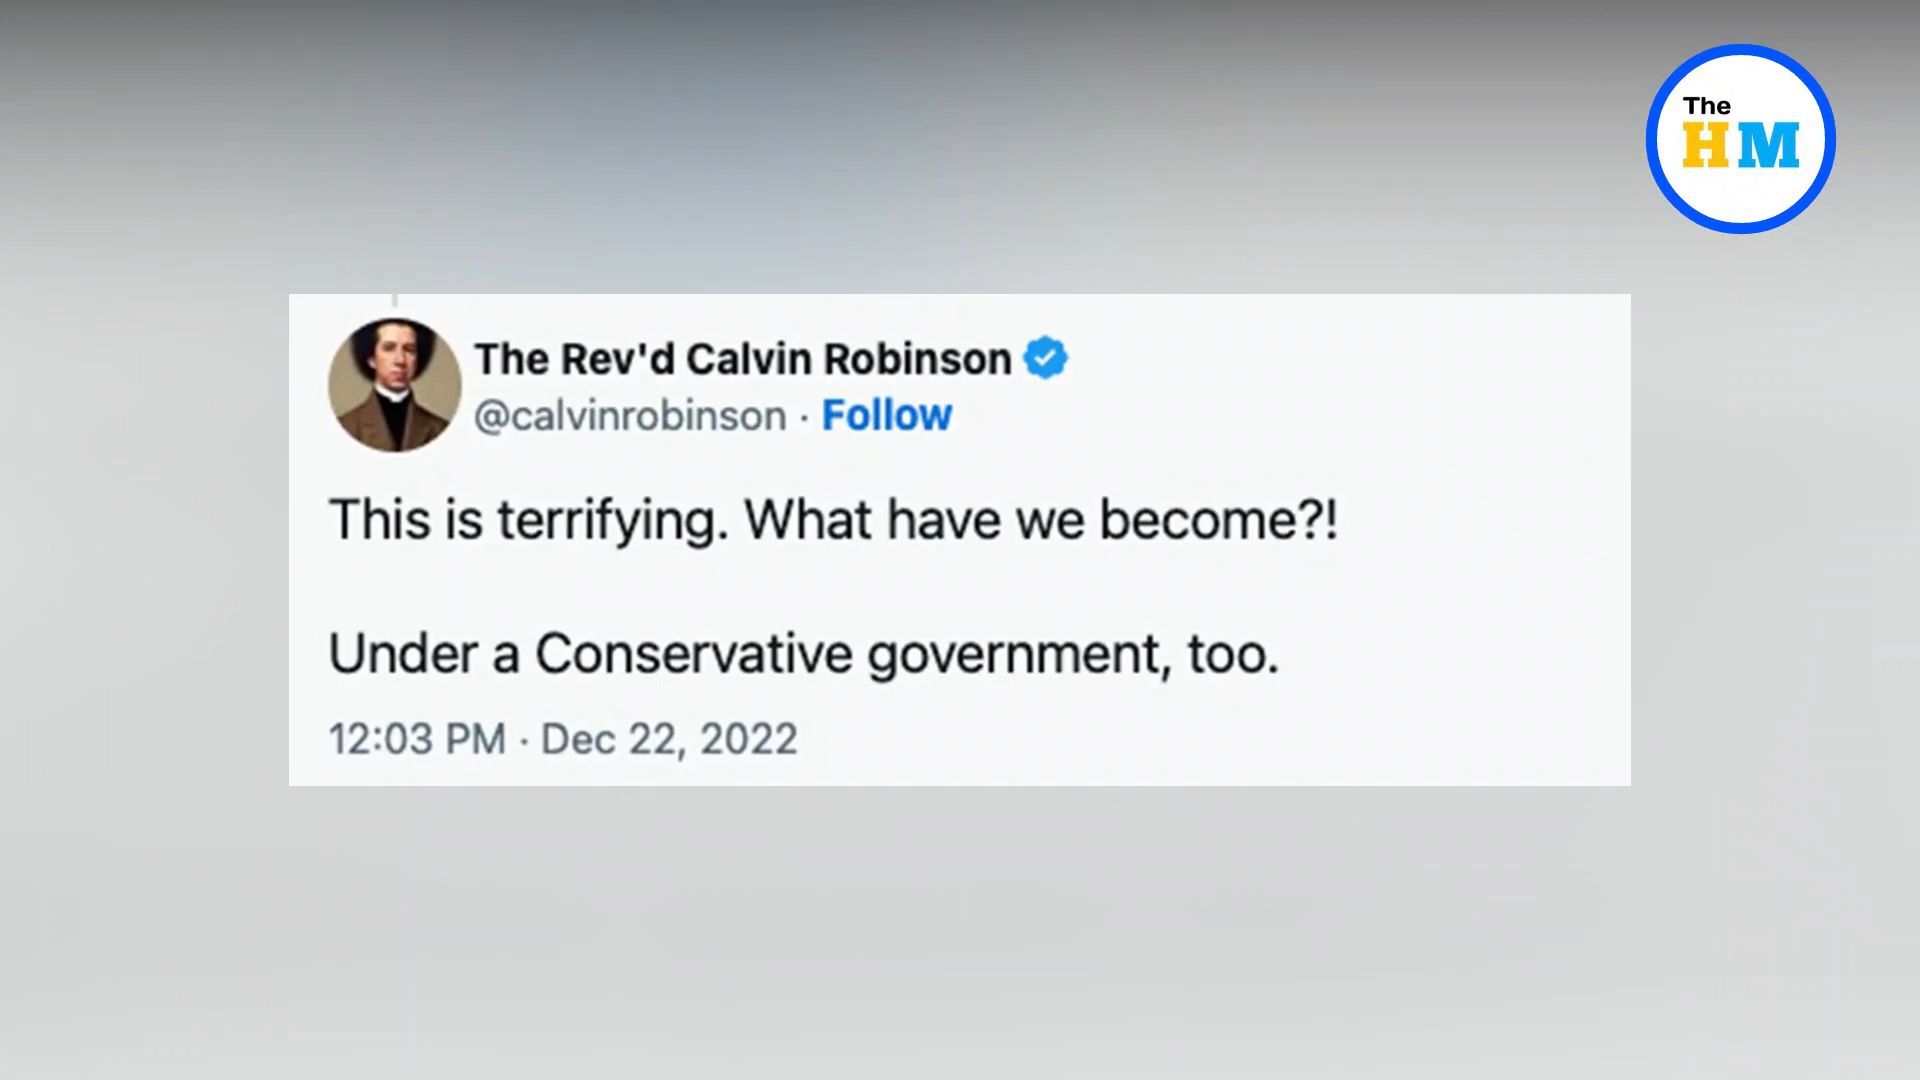 The
HM
The Rev'd Calvin Robinson
@calvinrobinson · Follow
This is terrifying. What have we become?!
Under a Conservative government, too.
12:03 PM · Dec 22, 2022